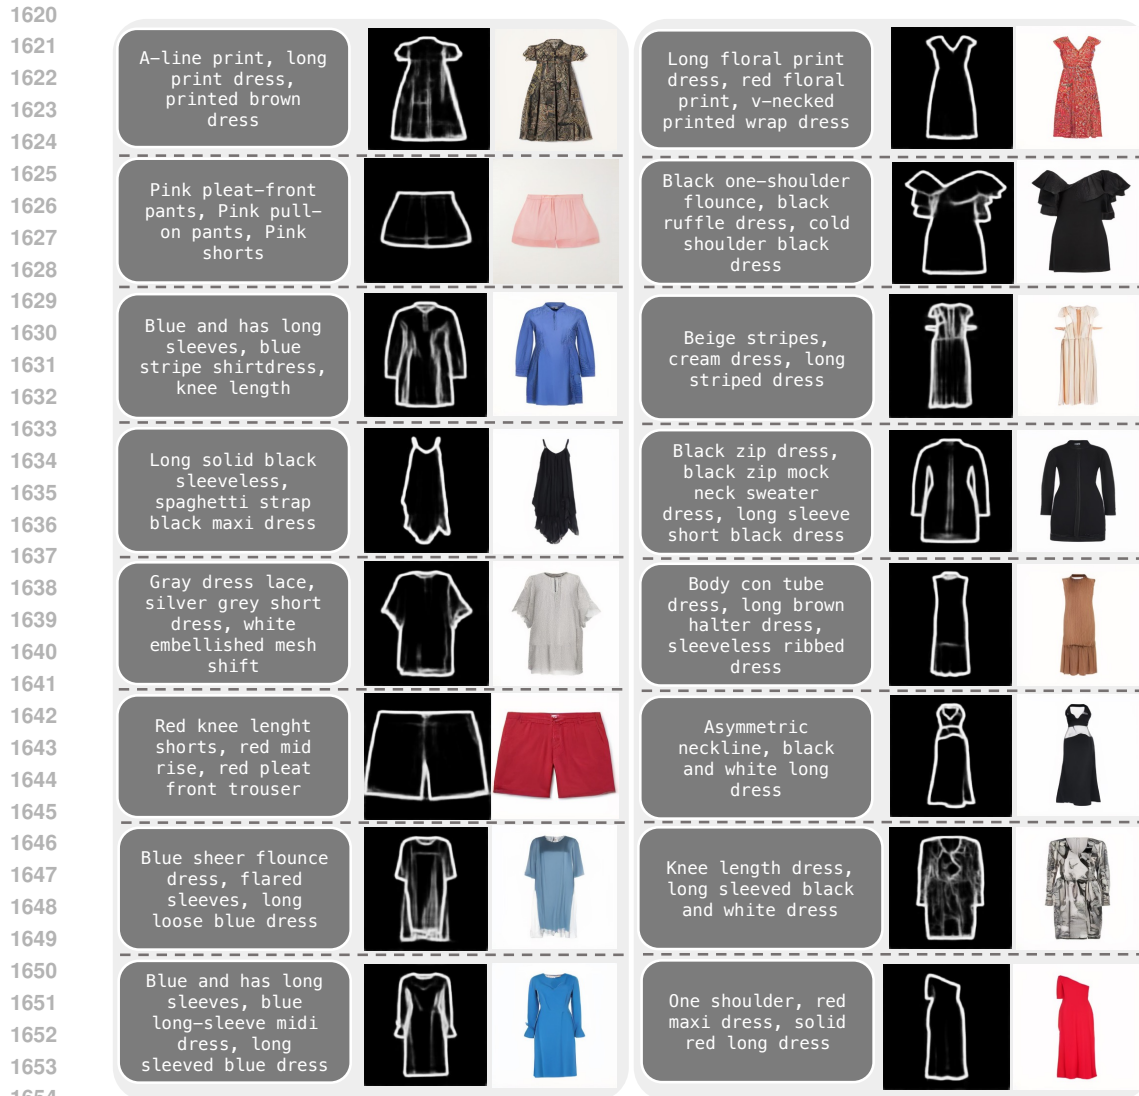 1620
1621
1622
1623
1624
1625
1626
1627
1628
1629
1630
1631
1632
1633
1634
1635
1636
1637
1638
1639
1640
1641
1642
1643
1644
1645
1646
1647
1648
1649
1650
1651
1652
1653
1654
A-line print, long
print dress,
printed brown
dress
Pink pleat-front
pants, Pink pull-
on pants, Pink
shorts
Blue and has long
sleeves, blue
stripe shirtdress,
knee length
Long solid black
sleeveless,
spaghetti strap
black maxi dress
Gray dress lace,
silver grey short
dress, white
embellished mesh
shift
Red knee lenght
shorts, red mid
rise, red pleat
front trouser
Blue sheer flounce
dress, flared
sleeves, long
loose blue dress
Blue and has long
sleeves, blue
long-sleeve midi
dress, long
sleeved blue dress
Long floral print
dress, red floral
print, v-necked
printed wrap dress
Black one-shoulder
flounce, black
ruffle dress, cold
shoulder black
dress
Beige stripes,
cream dress, long
striped dress
Black zip dress,
black zip mock
neck sweater
dress, long sleeve
short black dress
Body con tube
dress, long brown
halter dress,
sleeveless ribbed
dress
Asymmetric
neckline, black
and white long
dress
Knee length dress,
long sleeved black
and white dress
One shoulder, red
maxi dress, solid
red long dress